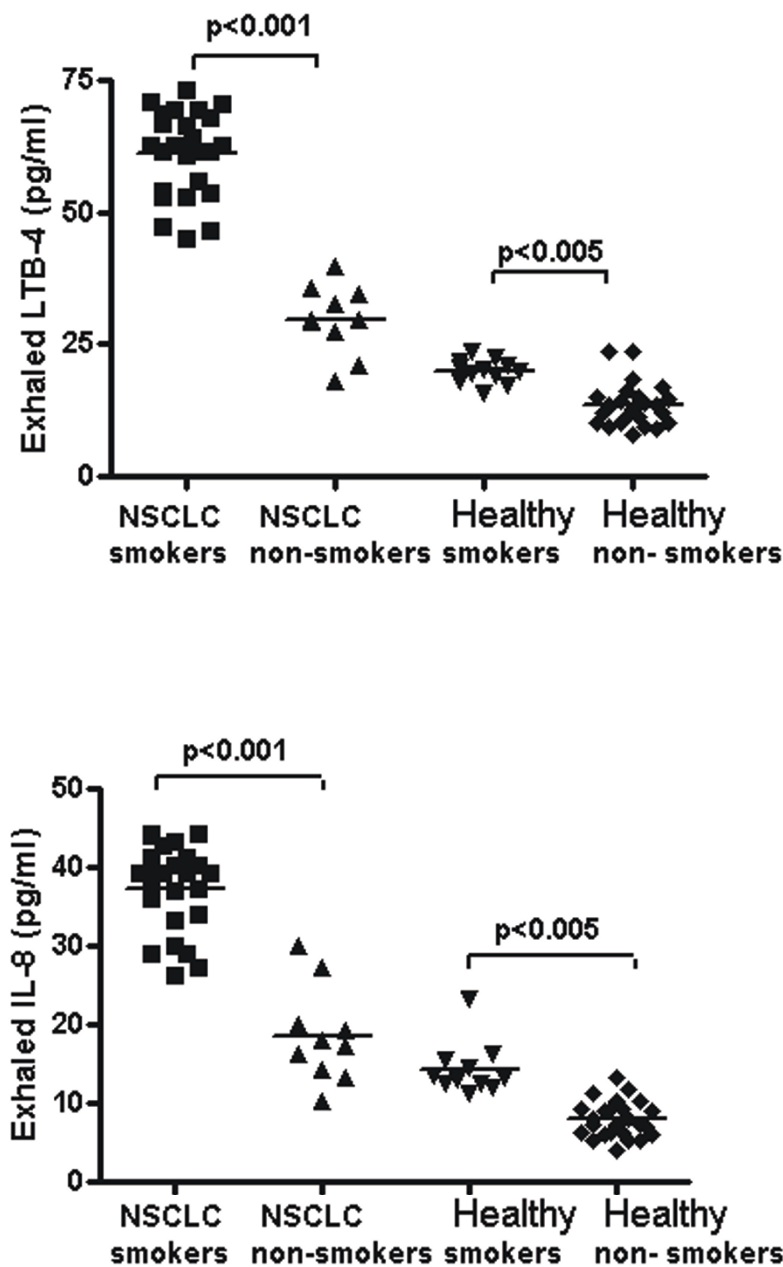 p<0.001
75
50
25
0
Exhaled LTB-4 (pg/ml)
p<0.005
NSCLC NSCLC Healthy Healthy
smokers non-smokers smokers non- smokers
p<0.001
50
40
30
20
10
0
Exhaled IL-8 (pg/ml)
p<0.005
NSCLC NSCLC Healthy Healthy
smokers non-smokers smokers non- smokers